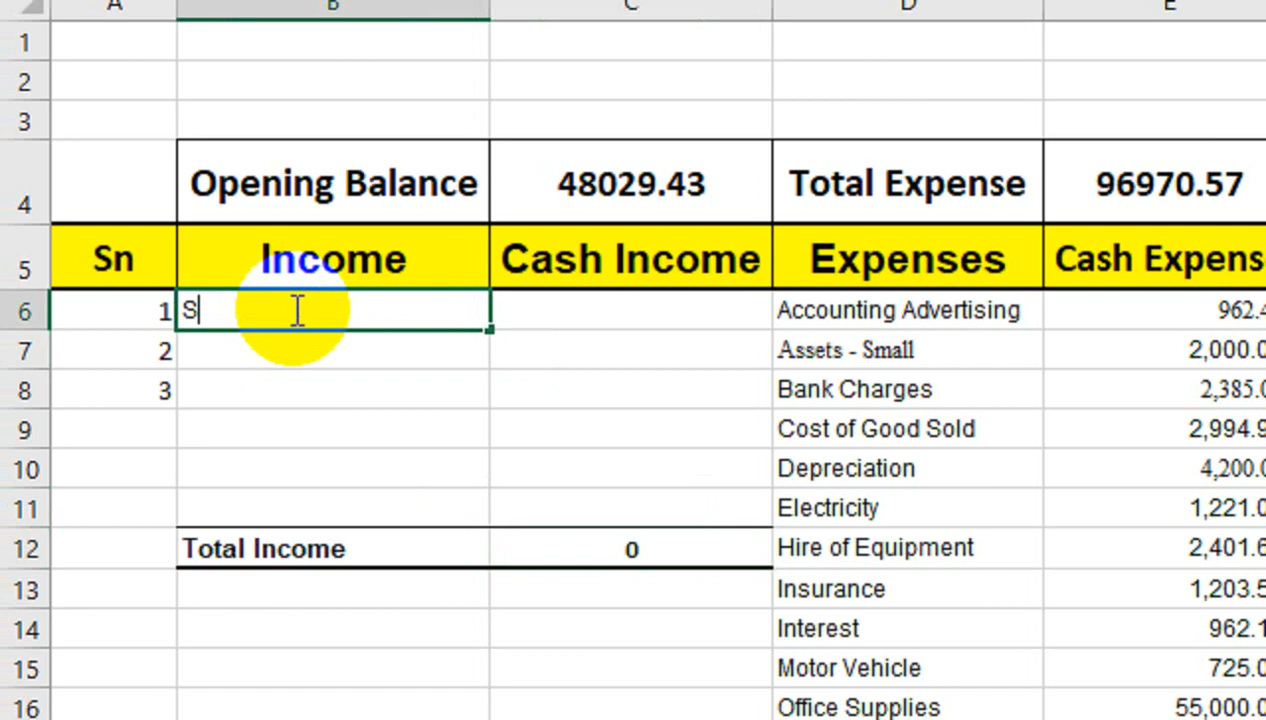 A B C D E
1
2
3
4 Opening Balance 48029.43 Total Expense 96970.57
5 Sn Income Cash Income Expenses Cash Expens
6 1 S Accounting Advertising 962.4
7 2 Assets - Small 2,000.0
8 3 Bank Charges 2,385.0
9 Cost of Good Sold 2,994.9
10 Depreciation 4,200.0
11 Electricity 1,221.0
12 Total Income 0 Hire of Equipment 2,401.6
13 Insurance 1,203.5
14 Interest 962.1
15 Motor Vehicle 725.0
16 Office Supplies 55,000.0